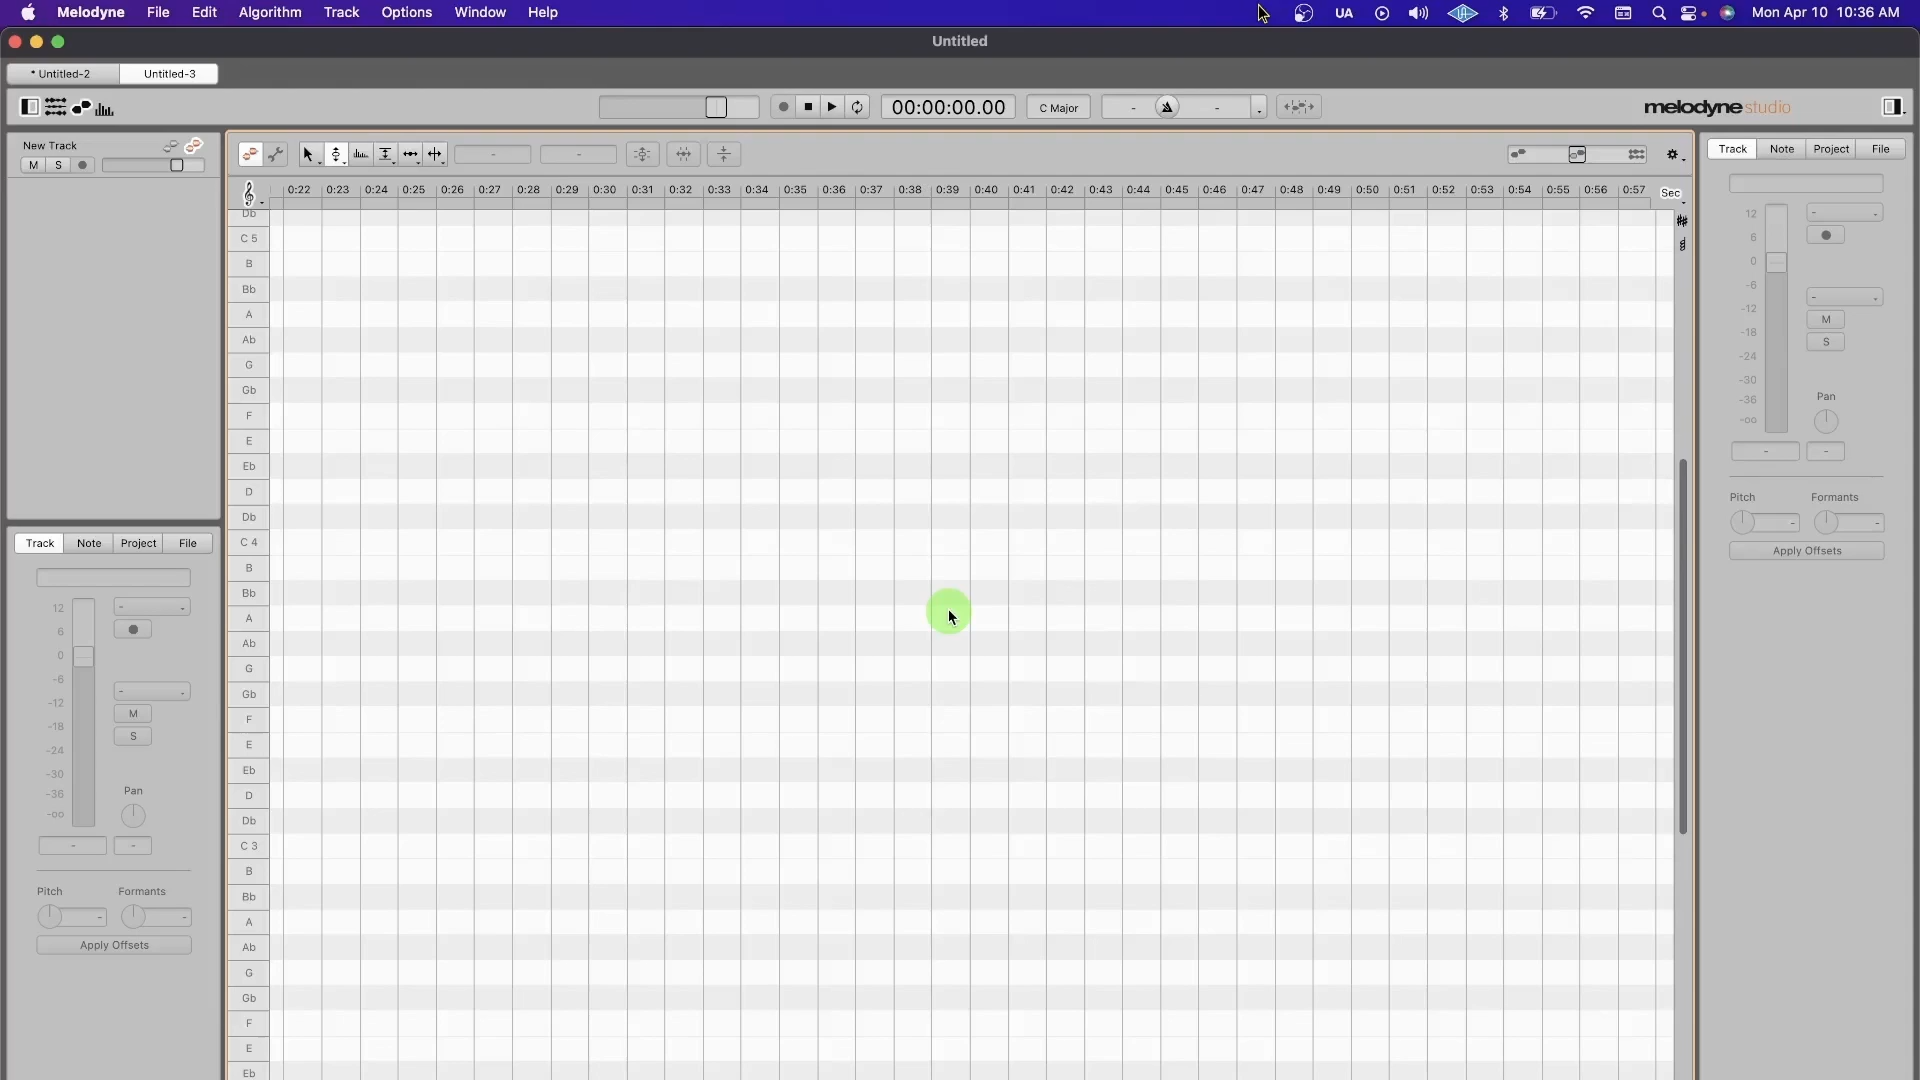 Melodyne File Edit Algorithm Track Options Window Help UA Mon Apr 10 10:36 AM
Untitled
* Untitled-2 Untitled-3
00:00:00.00 C Major - - melodyne studio
New Track
M S
- -
0:22 0:23 0:24 0:25 0:26 0:27 0:28 0:29 0:30 0:31 0:32 0:33 0:34 0:35 0:36 0:37 0:38 0:39 0:40 0:41 0:42 0:43 0:44 0:45 0:46 0:47 0:48 0:49 0:50 0:51 0:52 0:53 0:54 0:55 0:56 0:57 Sec
Db
C 5
B
Bb
A
Ab
G
Gb
F
E
Eb
D
Db
C 4
B
Bb
A
Ab
G
Gb
F
E
Eb
D
Db
C 3
B
Bb
A
Ab
G
Gb
F
E
Eb
Track Note Project File
12 -
6
0
-6
-12 -
-18 M
-24 S
-30
-36 Pan
-oo
- -
Pitch Formants
- -
Apply Offsets
Track Note Project File
12 -
6
0
-6
-12 -
-18 M
-24 S
-30
-36 Pan
-oo
- -
Pitch Formants
- -
Apply Offsets